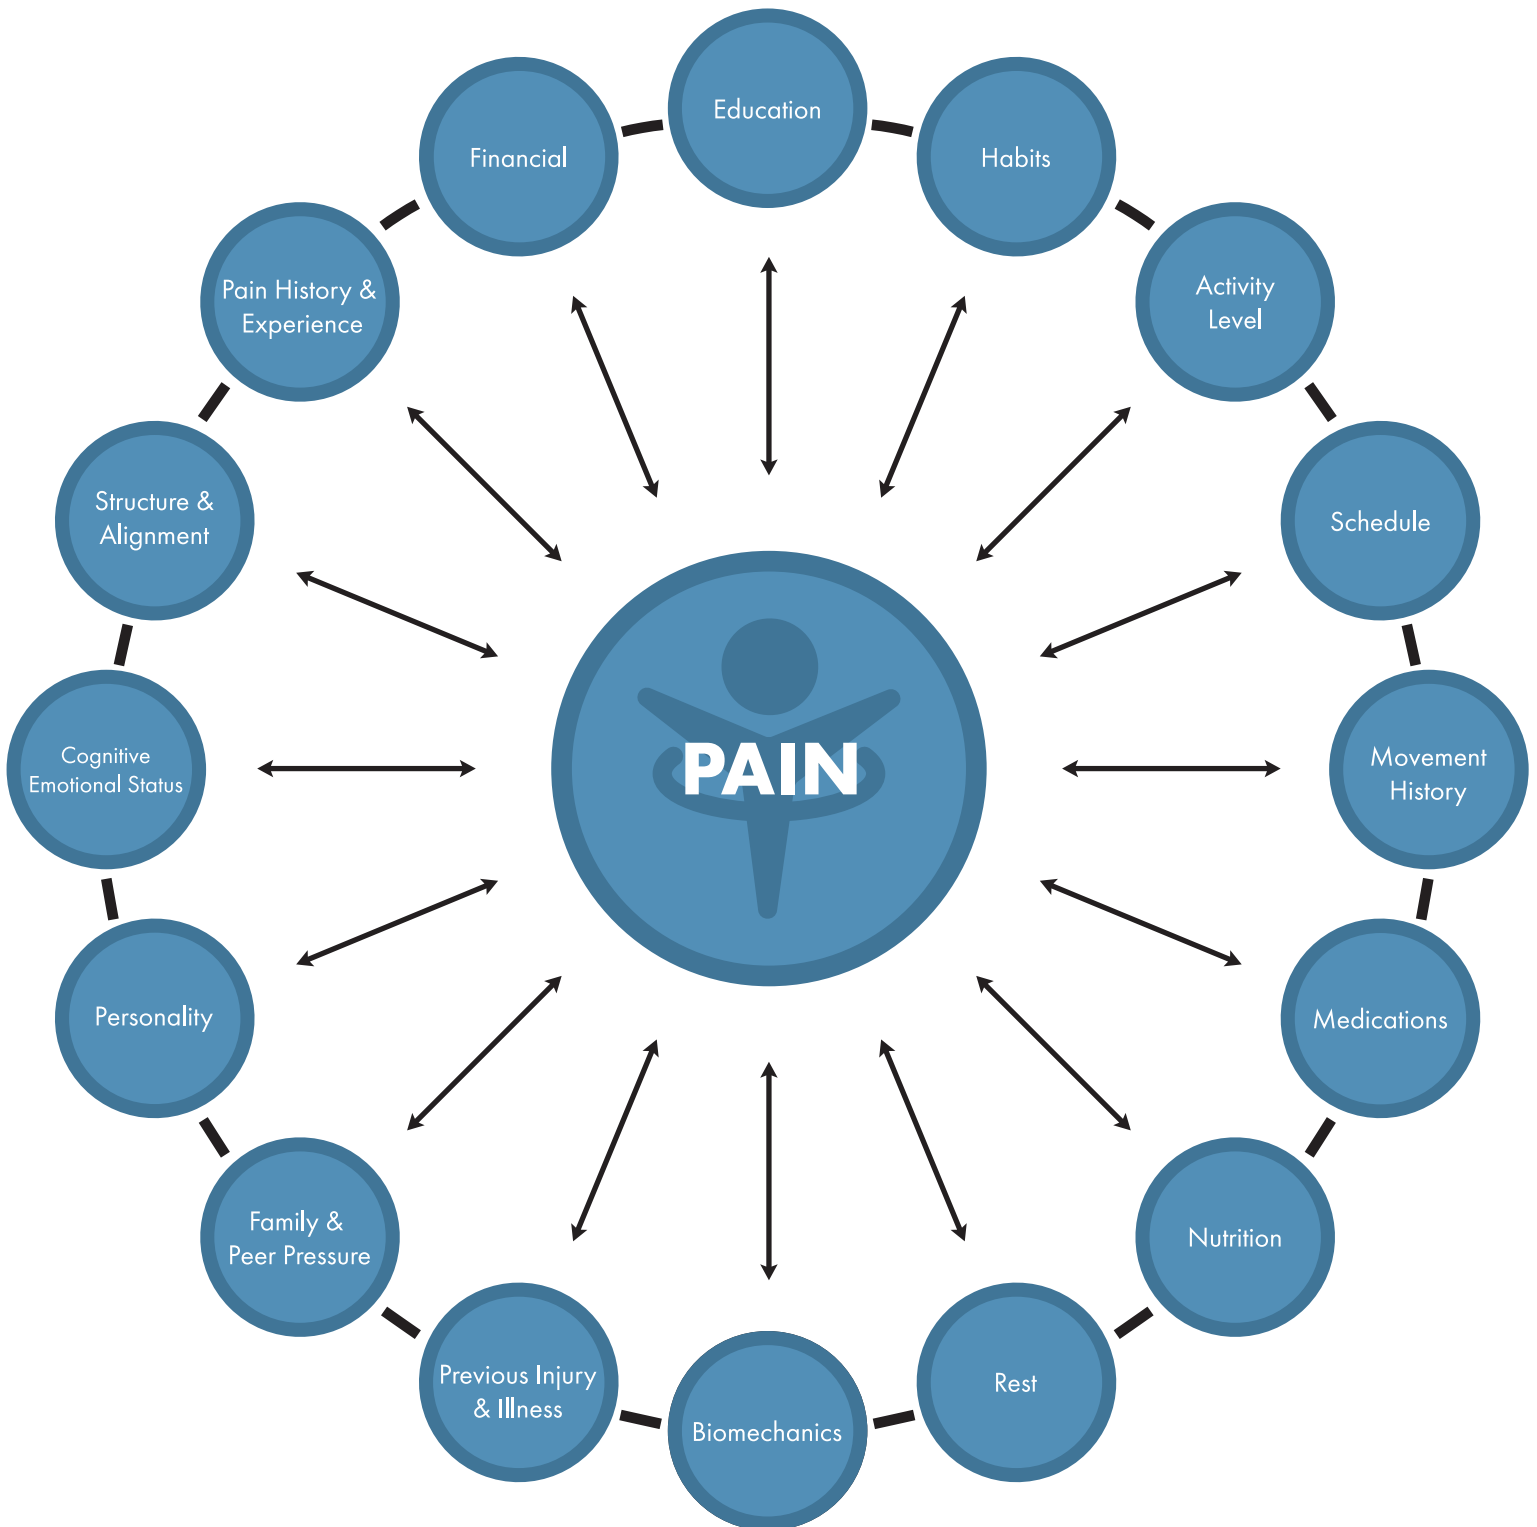 Education
Financial
Habits
Pain History &
Experience
Activity
Level
Structure &
Alignment
Schedule
Cognitive
Emotional Status
PAIN
Movement
History
Personality
Medications
Family &
Peer Pressure
Nutrition
Previous Injury
& Illness
Rest
Biomechanics